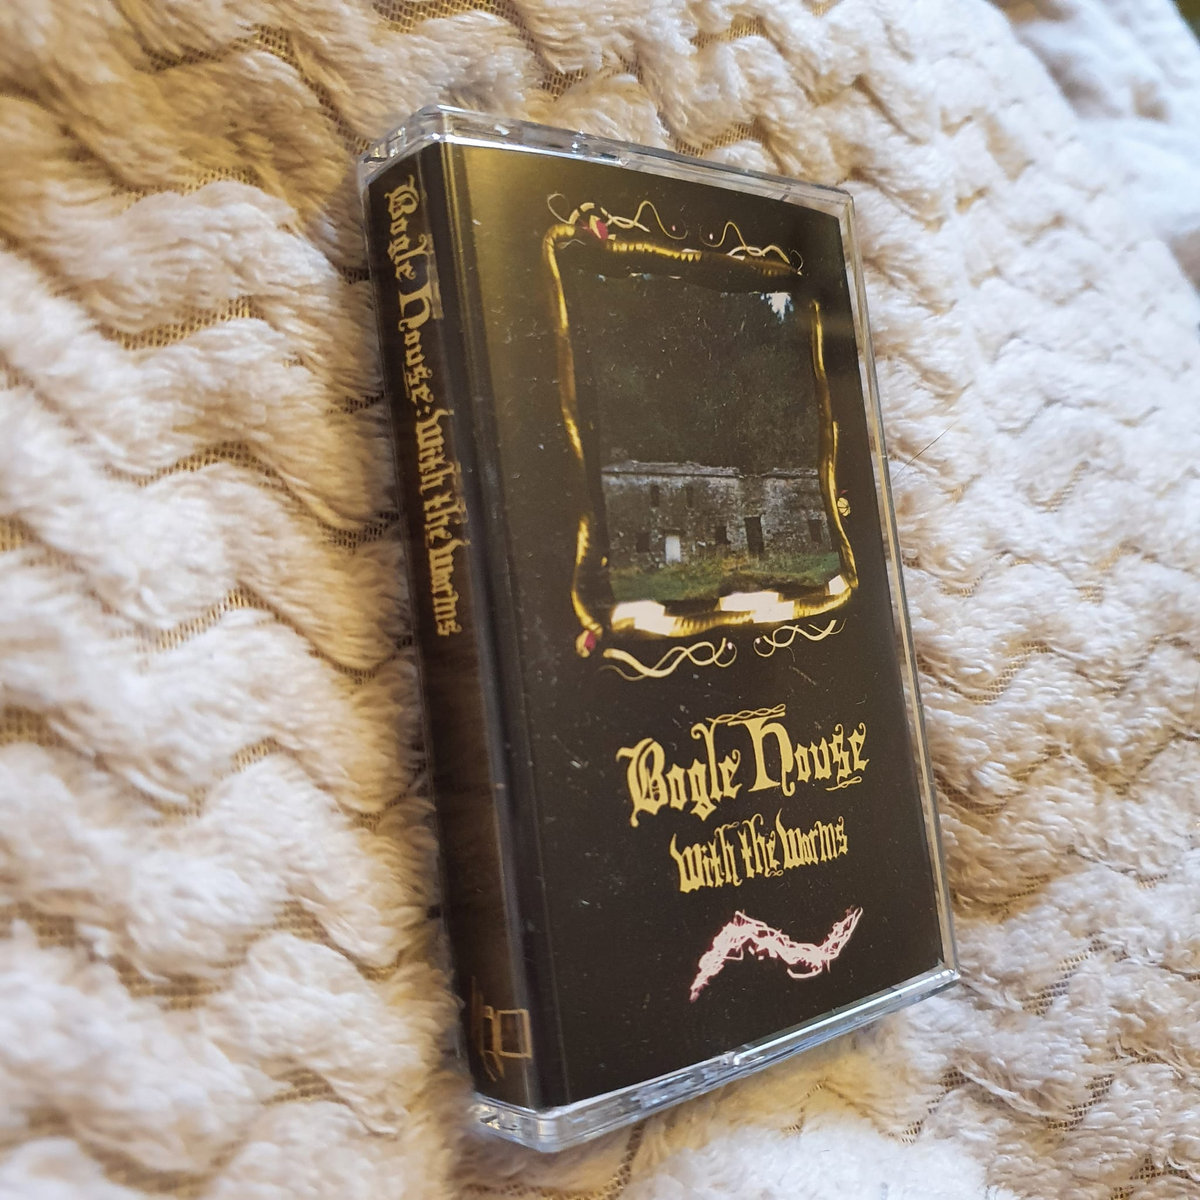 Bogle House: with the Worms
Bogle House
with the Worms